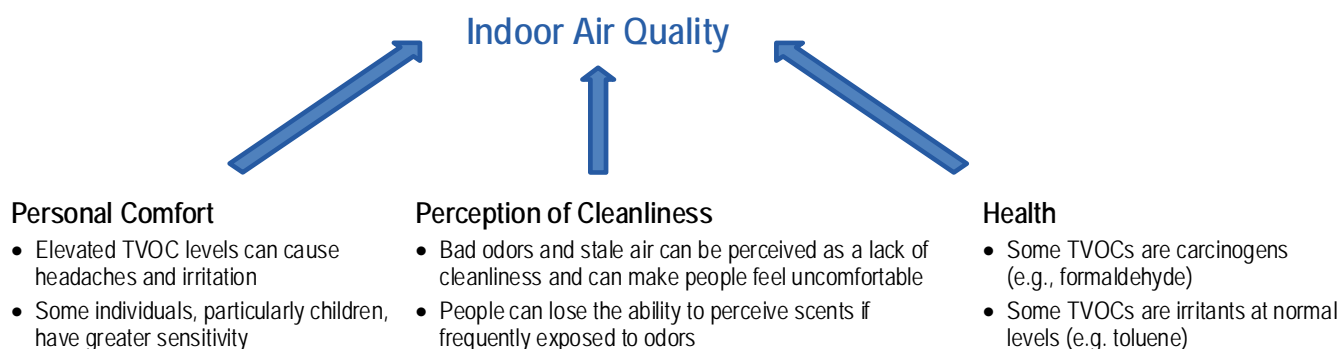 Indoor Air Quality
Personal Comfort
• Elevated TVOC levels can cause
headaches and irritation
• Some individuals, particularly children,
have greater sensitivity
Perception of Cleanliness
• Bad odors and stale air can be perceived as a lack of
cleanliness and can make people feel uncomfortable
• People can lose the ability to perceive scents if
frequently exposed to odors
Health
• Some TVOCs are carcinogens
(e.g., formaldehyde)
• Some TVOCs are irritants at normal
levels (e.g. toluene)